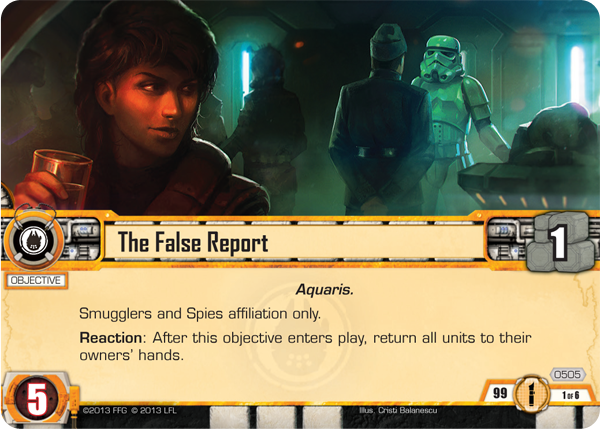 The False Report
1
OBJECTIVE
Aquaris.
Smugglers and Spies affiliation only.
Reaction: After this objective enters play, return all units to their
owners' hands.
0505
5
99
1 OF 6
©2013 FFG © 2013 LFL
Illus. Cristi Balanescu